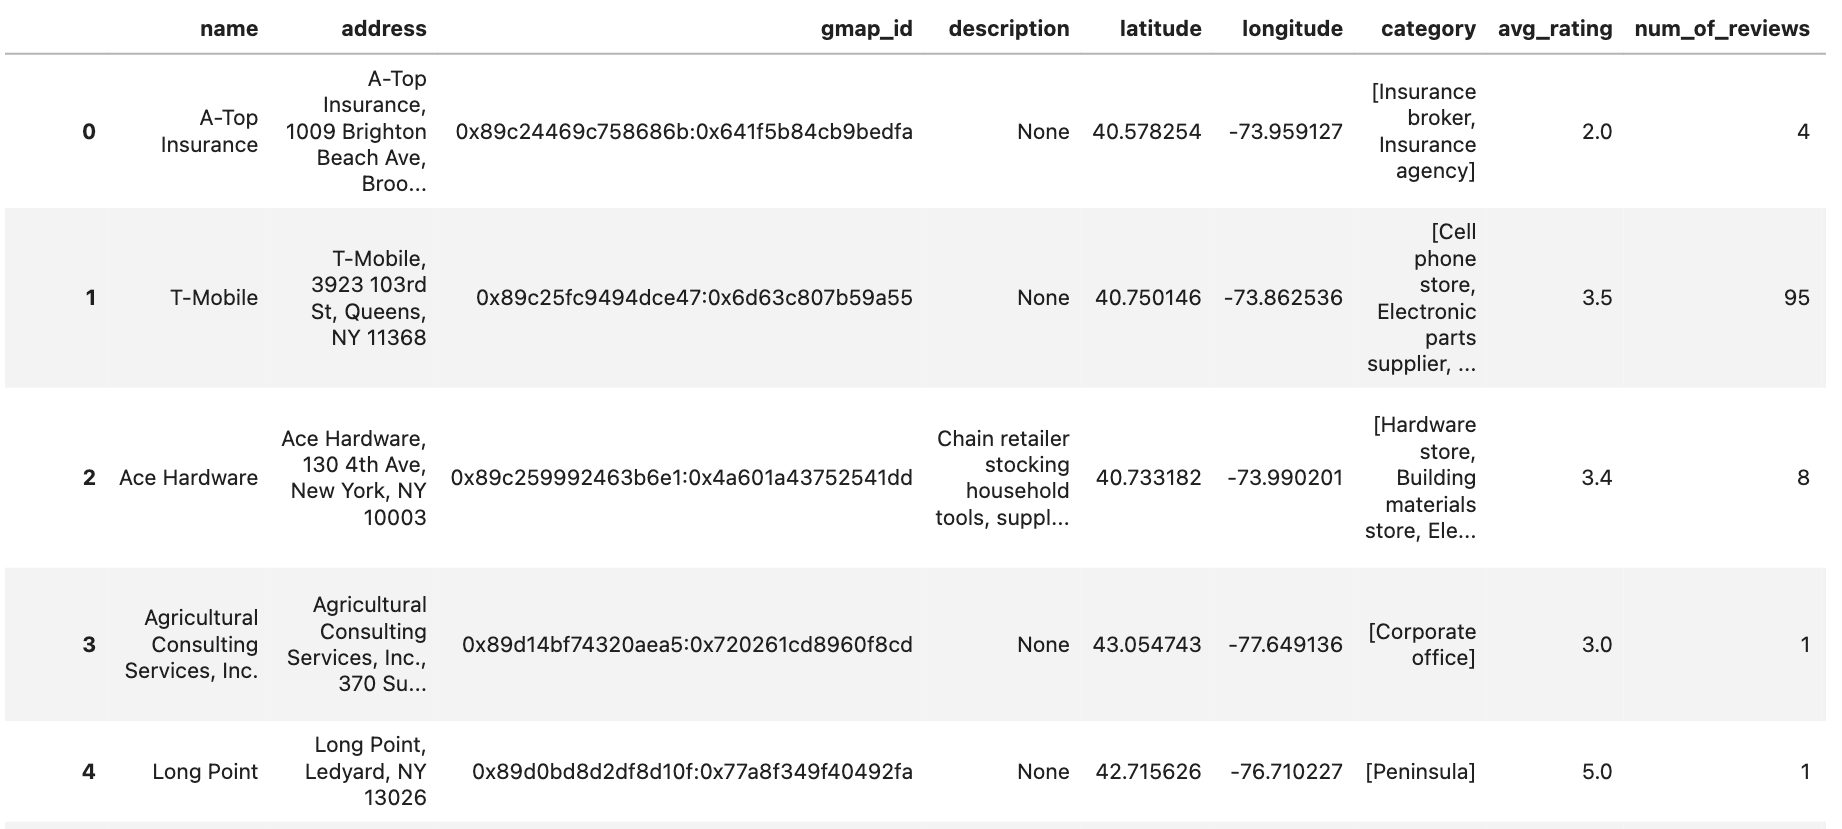 name address gmap_id description latitude longitude category avg_rating num_of_reviews
0 A-Top Insurance A-Top Insurance, 1009 Brighton Beach Ave, Broo... 0x89c24469c758686b:0x641f5b84cb9bedfa None 40.578254 -73.959127 [Insurance broker, Insurance agency] 2.0 4
1 T-Mobile T-Mobile, 3923 103rd St, Queens, NY 11368 0x89c25fc9494dce47:0x6d63c807b59a55 None 40.750146 -73.862536 [Cell phone store, Electronic parts supplier, ... 3.5 95
2 Ace Hardware Ace Hardware, 130 4th Ave, New York, NY 10003 0x89c259992463b6e1:0x4a601a43752541dd Chain retailer stocking household tools, suppl... 40.733182 -73.990201 [Hardware store, Building materials store, Ele... 3.4 8
3 Agricultural Consulting Services, Inc. Agricultural Consulting Services, Inc., 370 Su... 0x89d14bf74320aea5:0x720261cd8960f8cd None 43.054743 -77.649136 [Corporate office] 3.0 1
4 Long Point Long Point, Ledyard, NY 13026 0x89d0bd8d2df8d10f:0x77a8f349f40492fa None 42.715626 -76.710227 [Peninsula] 5.0 1